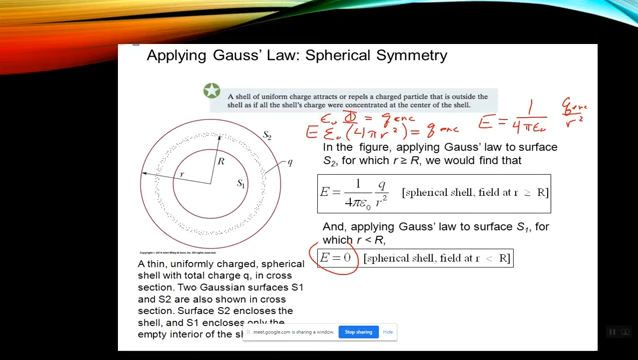 Applying Gauss' Law: Spherical Symmetry
A shell of uniform charge attracts or repels a charged particle that is outside the
shell as if all the shell's charge were concentrated at the center of the shell.
ε₀ Φ = q enc
E ε₀ (4πr²) = q enc
E = 1/4πε₀ q enc/r²
In the figure, applying Gauss' law to surface
S₂, for which r ≥ R, we would find that
E = 1/4πε₀ q/r² [spherical shell, field at r ≥ R]
And, applying Gauss' law to surface S₁, for
which r < R,
E = 0 [spherical shell, field at r < R]
S₂
R
q
r
S₁
A thin, uniformly charged, spherical
shell with total charge q, in cross
section. Two Gaussian surfaces S1
and S2 are also shown in cross
section. Surface S2 encloses the
shell, and S1 encloses only the
empty interior of the sh
meet.google.com is sharing a window.
Stop sharing
Hide